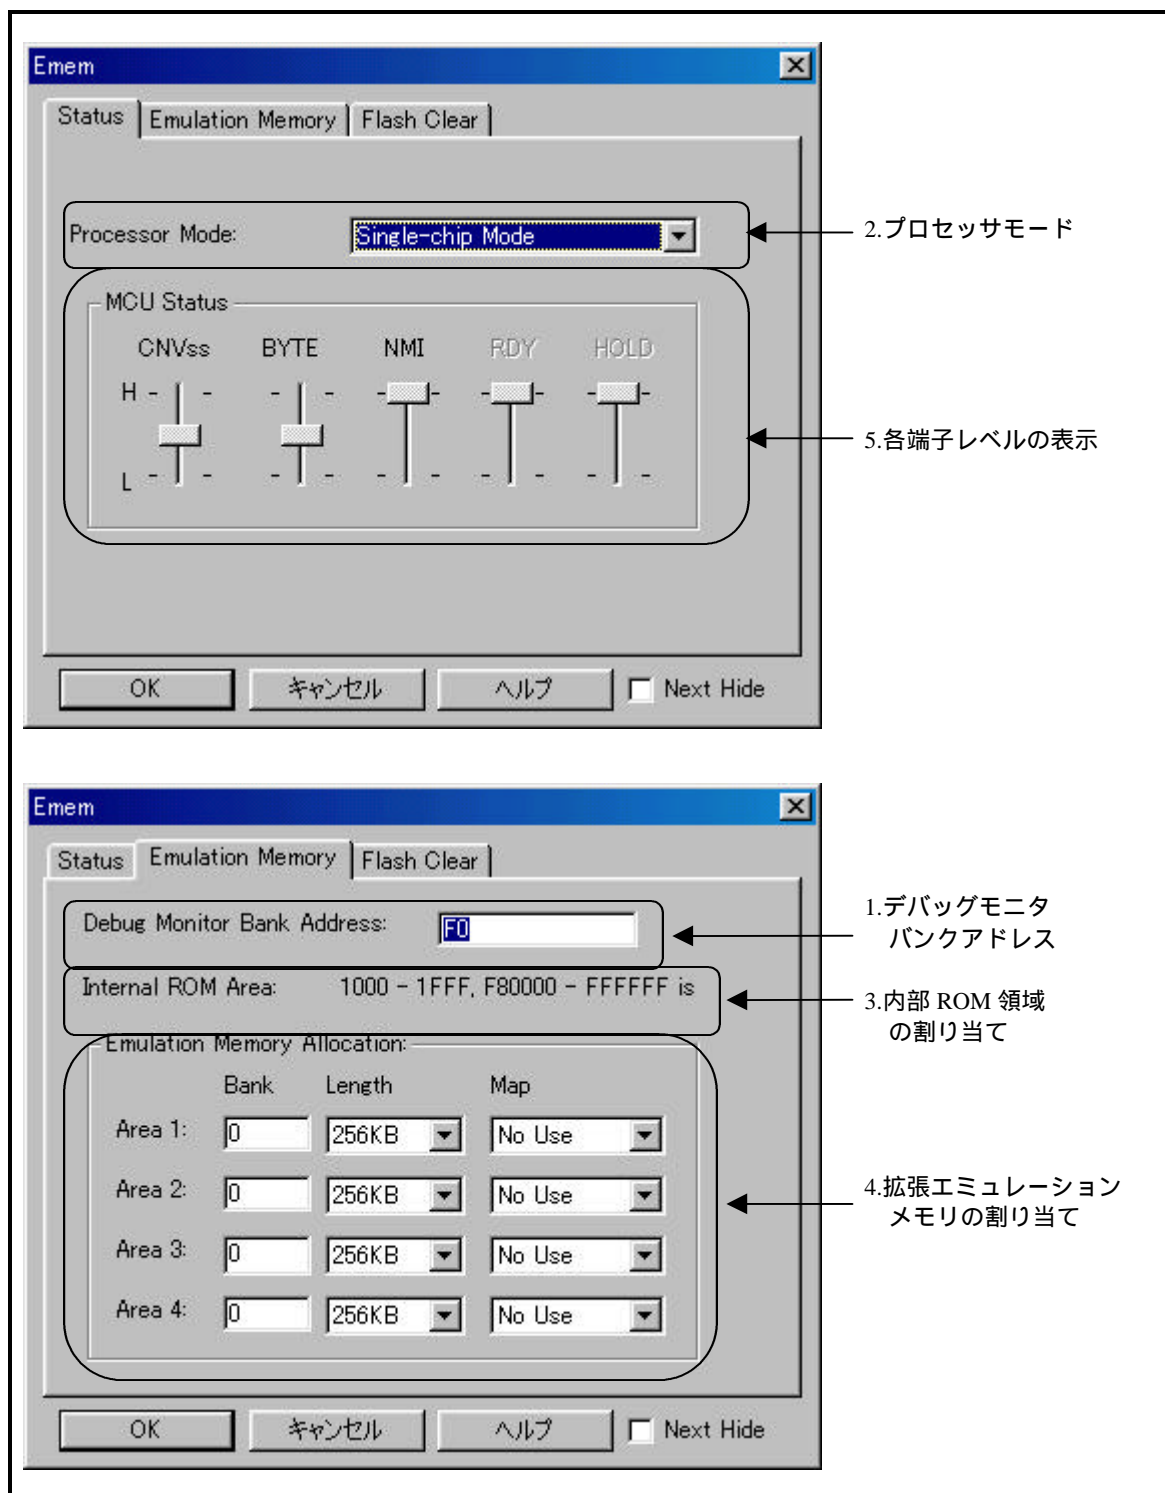 Emem
Status Emulation Memory Flash Clear
Processor Mode: Single-chip Mode
2.プロセッサモード
MCU Status
CNVss BYTE NMI RDY HOLD
H
L
5.各端子レベルの表示
OK キャンセル ヘルプ Next Hide
Emem
Status Emulation Memory Flash Clear
Debug Monitor Bank Address: F0
1.デバッグモニタ
バンクアドレス
Internal ROM Area: 1000 - 1FFF, F80000 - FFFFFF is
3.内部 ROM 領域
の割り当て
Emulation Memory Allocation:
Bank Length Map
Area 1: 0 256KB No Use
Area 2: 0 256KB No Use
4.拡張エミュレーション
メモリの割り当て
Area 3: 0 256KB No Use
Area 4: 0 256KB No Use
OK キャンセル ヘルプ Next Hide